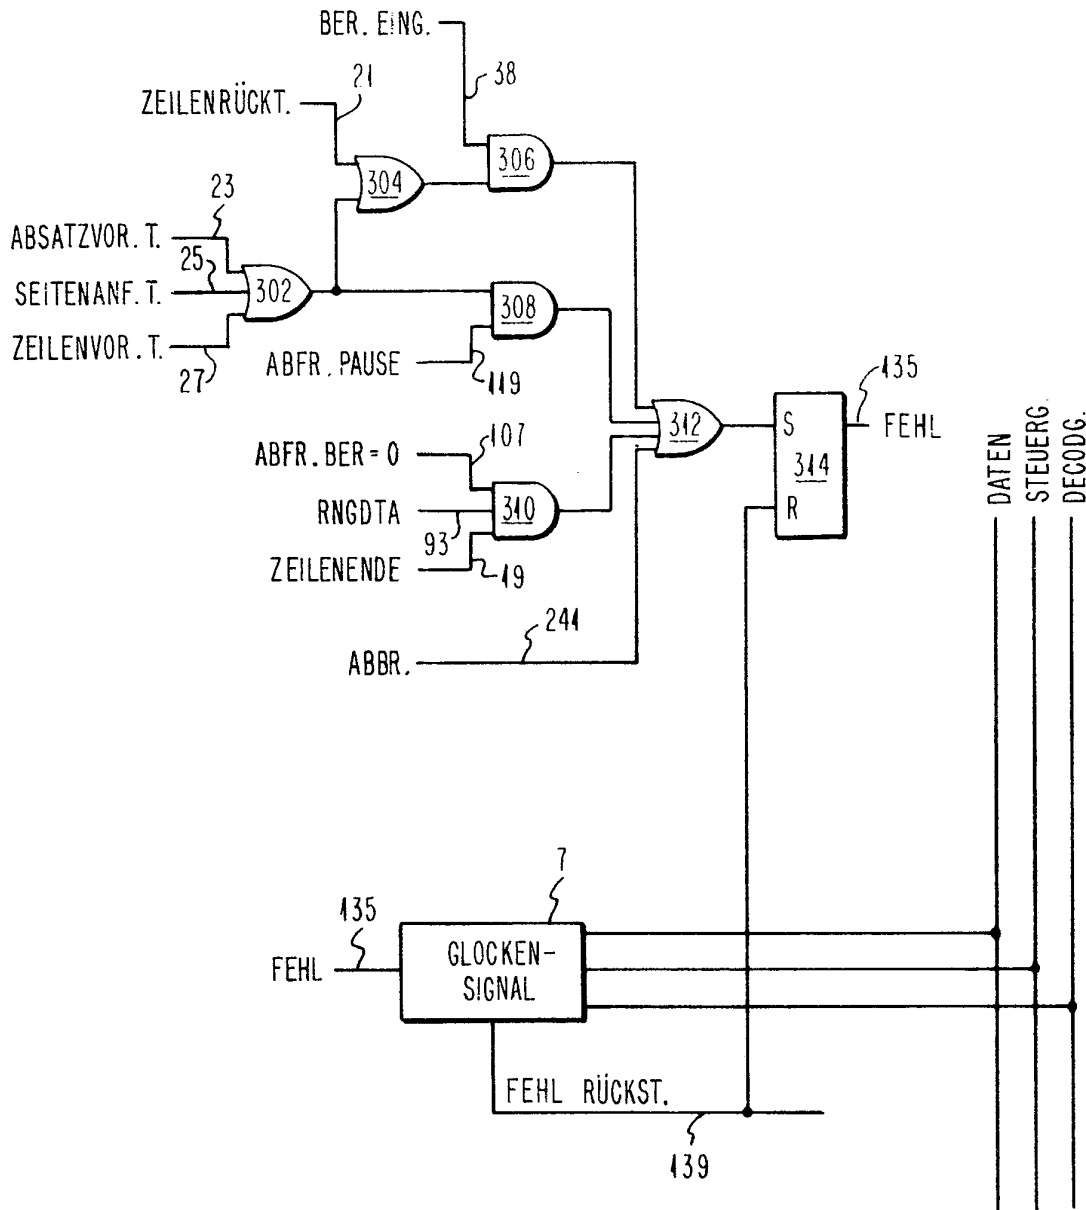 BER. EING.
38
21
ZEILENRÜCKT.
306
304
23
ABSATZVOR. T.
25
SEITENANF. T.
302
308
ZEILENVOR. T.
27
ABFR. PAUSE
119
135
FEHL
312
S
314
R
107
ABFR. BER = 0
310
RNGDTA
93
ZEILENENDE
19
DATEN
STEUERG.
DECODG.
241
ABBR.
7
135
FEHL
GLOCKEN-
SIGNAL
FEHL RÜCKST.
139